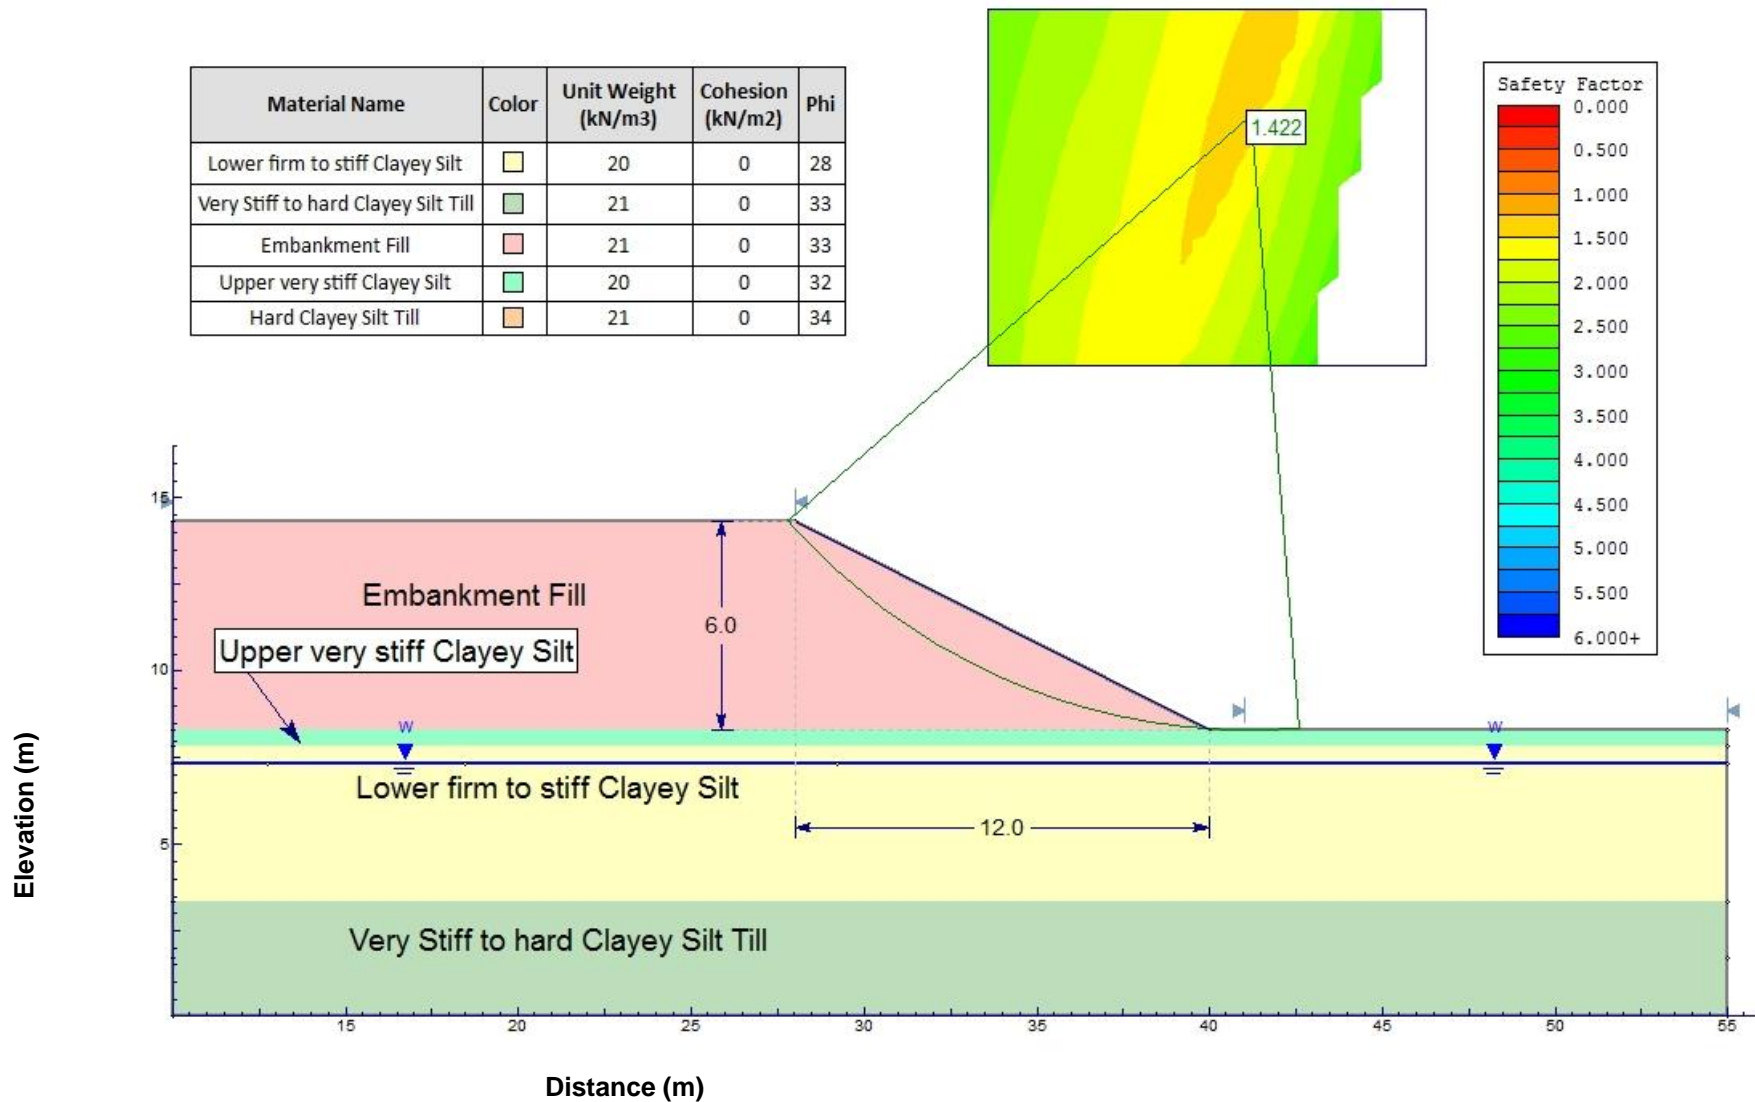 Material Name Color Unit Weight (kN/m3) Cohesion (kN/m2) Phi
Lower firm to stiff Clayey Silt 20 0 28
Very Stiff to hard Clayey Silt Till 21 0 33
Embankment Fill 21 0 33
Upper very stiff Clayey Silt 20 0 32
Hard Clayey Silt Till 21 0 34
1.422
Safety Factor
0.000
0.500
1.000
1.500
2.000
2.500
3.000
3.500
4.000
4.500
5.000
5.500
6.000+
15
10
5
Elevation (m)
Embankment Fill
6.0
Upper very stiff Clayey Silt
W
W
Lower firm to stiff Clayey Silt
12.0
Very Stiff to hard Clayey Silt Till
15 20 25 30 35 40 45 50 55
Distance (m)